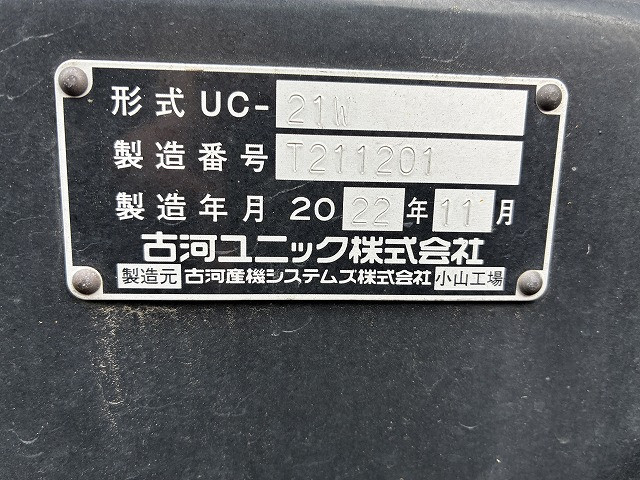 形式 UC- 21W
製造番号 T211201
製造年月 2022年11月
古河ユニック株式会社
製造元 古河産機システムズ株式会社 小山工場